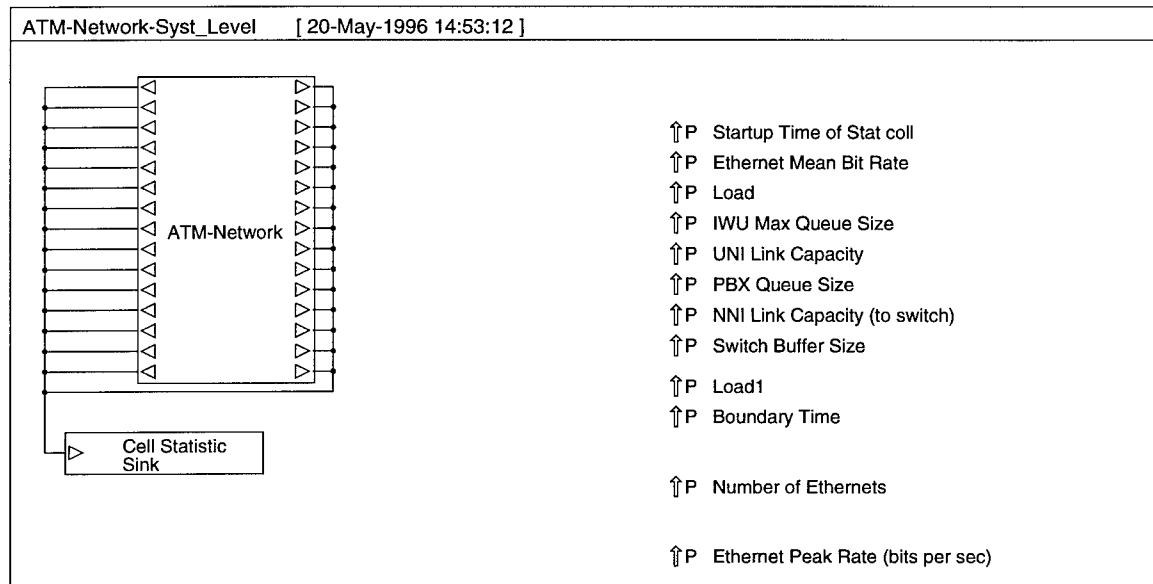 ATM-Network-Syst_Level [ 20-May-1996 14:53:12 ]
ATM-Network
Cell Statistic
Sink
⇧P Startup Time of Stat coll
⇧P Ethernet Mean Bit Rate
⇧P Load
⇧P IWU Max Queue Size
⇧P UNI Link Capacity
⇧P PBX Queue Size
⇧P NNI Link Capacity (to switch)
⇧P Switch Buffer Size
⇧P Load1
⇧P Boundary Time
⇧P Number of Ethernets
⇧P Ethernet Peak Rate (bits per sec)